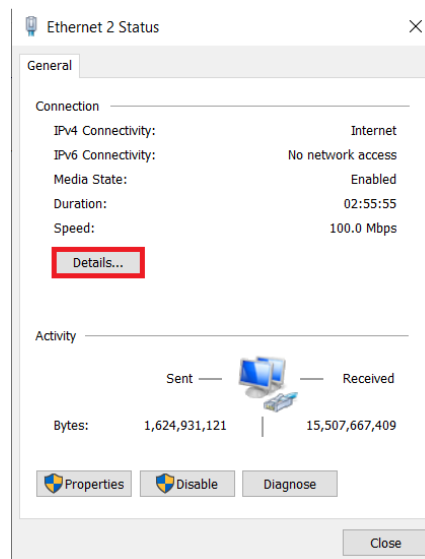 Ethernet 2 Status
General
Connection
IPv4 Connectivity: Internet
IPv6 Connectivity: No network access
Media State: Enabled
Duration: 02:55:55
Speed: 100.0 Mbps
Details...
Activity
Sent Received
Bytes: 1,624,931,121 15,507,667,409
Properties Disable Diagnose
Close